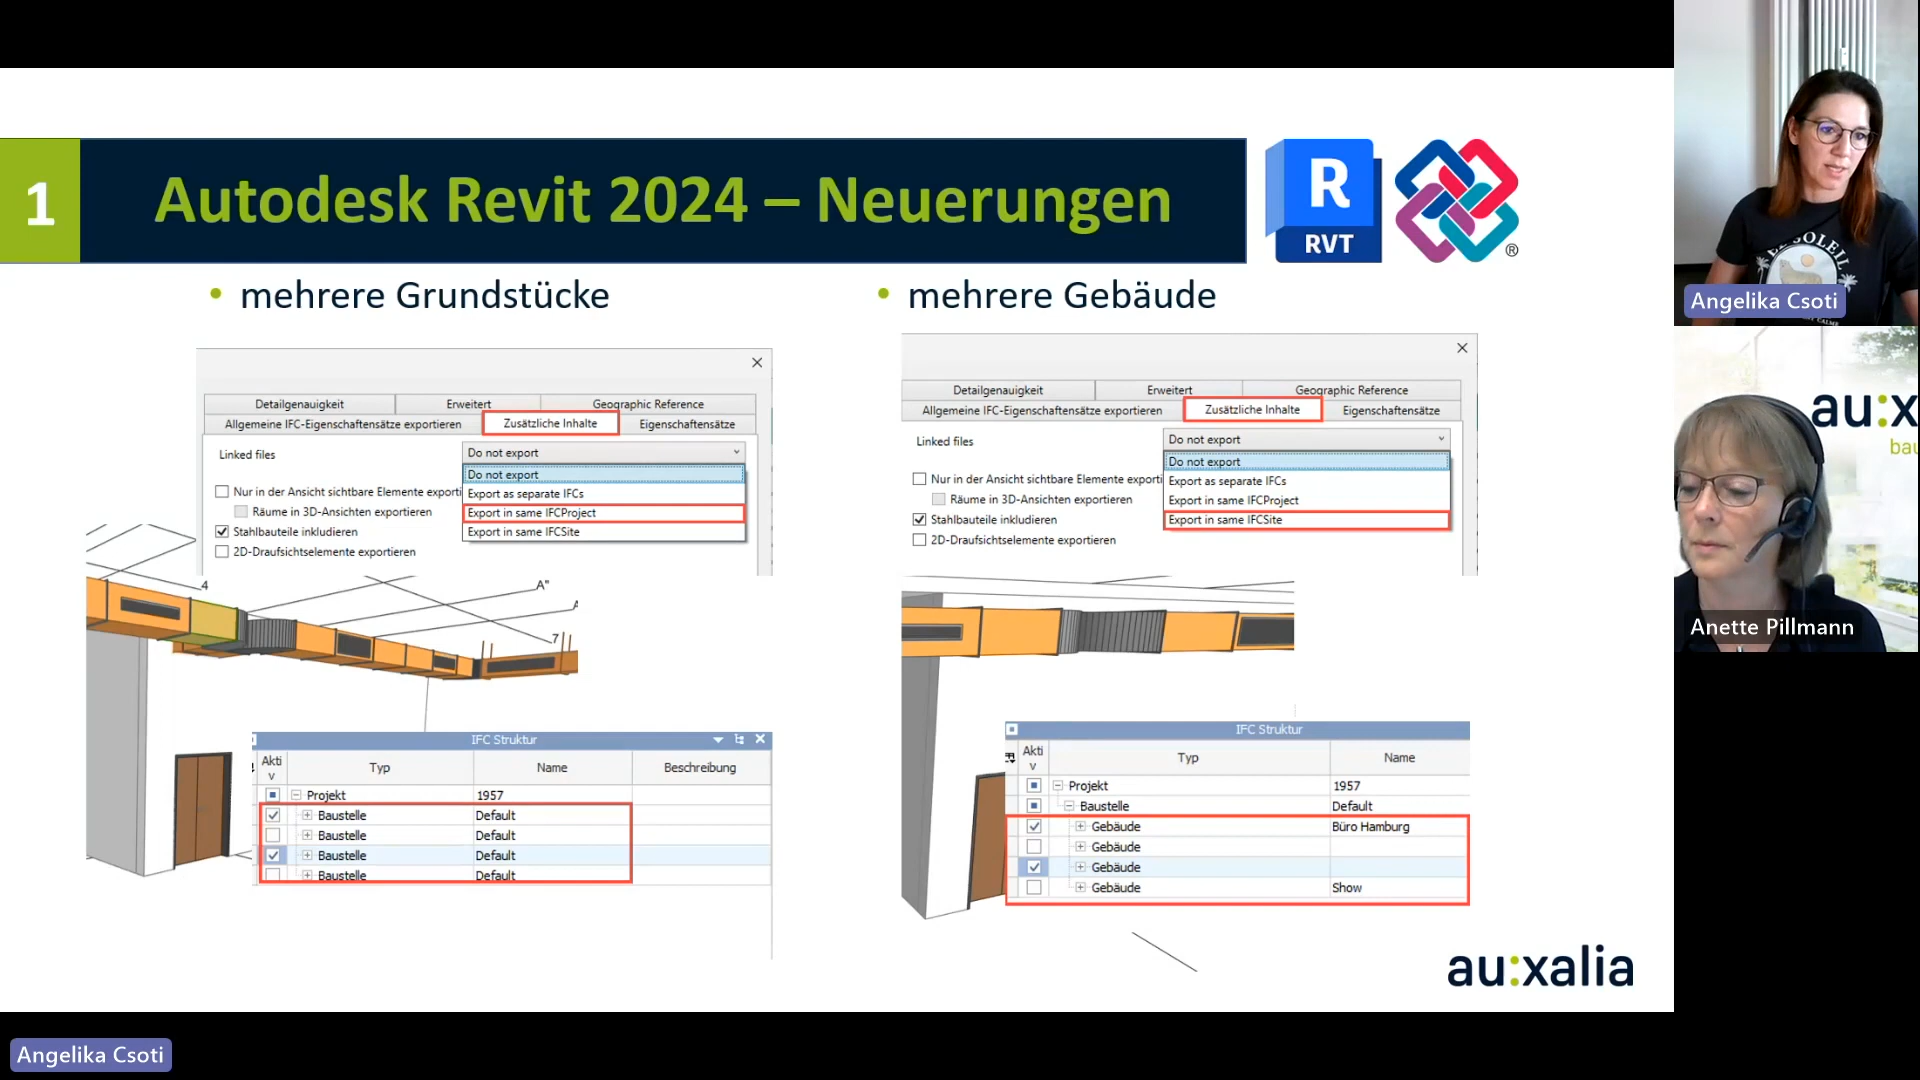 1
Autodesk Revit 2024 – Neuerungen
R
RVT
®
• mehrere Grundstücke
Detailgenauigkeit
Erweitert
Geographic Reference
Allgemeine IFC-Eigenschaftensätze exportieren
Zusätzliche Inhalte
Eigenschaftensätze
Linked files
Do not export
Do not export
Export as separate IFCs
Export in same IFCProject
Export in same IFCSite
Nur in der Ansicht sichtbare Elemente exporti
Räume in 3D-Ansichten exportieren
Stahlbauteile inkludieren
2D-Draufsichtselemente exportieren
4
A"
7
IFC Struktur
Akti
v
Typ
Name
Beschreibung
Projekt 1957
Baustelle Default
Baustelle Default
Baustelle Default
Baustelle Default
• mehrere Gebäude
Detailgenauigkeit
Erweitert
Geographic Reference
Allgemeine IFC-Eigenschaftensätze exportieren
Zusätzliche Inhalte
Eigenschaftensätze
Linked files
Do not export
Do not export
Export as separate IFCs
Export in same IFCProject
Export in same IFCSite
Nur in der Ansicht sichtbare Elemente exporti
Räume in 3D-Ansichten exportieren
Stahlbauteile inkludieren
2D-Draufsichtselemente exportieren
IFC Struktur
Akti
v
Typ
Name
Projekt 1957
Baustelle Default
Gebäude Büro Hamburg
Gebäude
Gebäude
Gebäude Show
au:xalia
SOLEIL
Angelika Csoti
au:x
bau
Anette Pillmann
Angelika Csoti